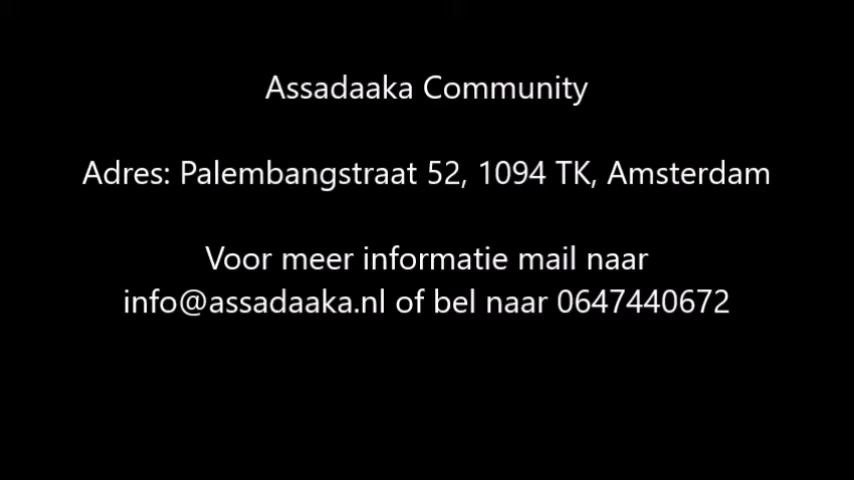 Assadaaka Community
Adres: Palembangstraat 52, 1094 TK, Amsterdam
Voor meer informatie mail naar
info@assadaaka.nl of bel naar 0647440672